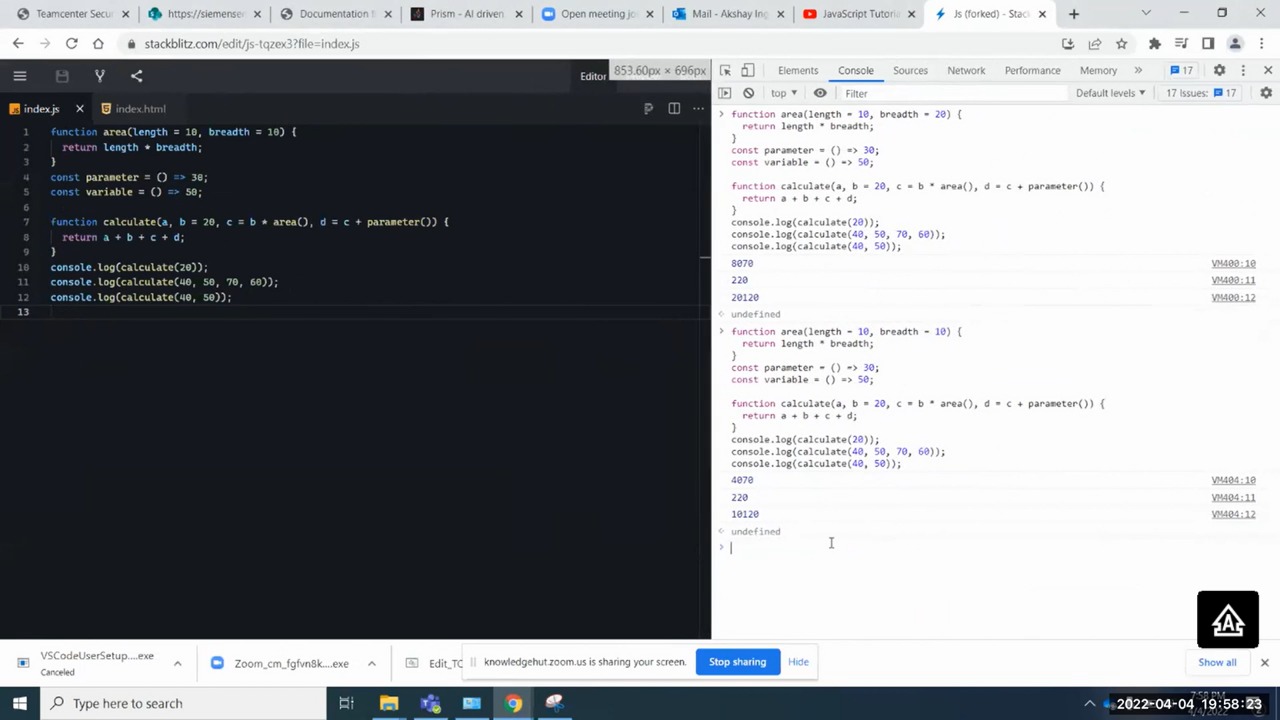 Teamcenter Secu
https://siemense
Documentation f
Prism - AI driven
Open meeting jo
Mail - Akshay Ing
JavaScript Tutoria
Js (forked) - Stack
stackblitz.com/edit/js-tqzex3?file=index.js
Editor
853.60px × 696px
Elements
Console
Sources
Network
Performance
Memory
17
index.js
index.html
top
Filter
Default levels
17 Issues:
17
1 function area(length = 10, breadth = 10) {
2 return length * breadth;
3 }
4 const parameter = () => 30;
5 const variable = () => 50;
6
7 function calculate(a, b = 20, c = b * area(), d = c + parameter()) {
8 return a + b + c + d;
9 }
10 console.log(calculate(20));
11 console.log(calculate(40, 50, 70, 60));
12 console.log(calculate(40, 50));
13
function area(length = 10, breadth = 20) {
return length * breadth;
}
const parameter = () => 30;
const variable = () => 50;
function calculate(a, b = 20, c = b * area(), d = c + parameter()) {
return a + b + c + d;
}
console.log(calculate(20));
console.log(calculate(40, 50, 70, 60));
console.log(calculate(40, 50));
8070 VM400:10
220 VM400:11
20120 VM400:12
undefined
function area(length = 10, breadth = 10) {
return length * breadth;
}
const parameter = () => 30;
const variable = () => 50;
function calculate(a, b = 20, c = b * area(), d = c + parameter()) {
return a + b + c + d;
}
console.log(calculate(20));
console.log(calculate(40, 50, 70, 60));
console.log(calculate(40, 50));
4070 VM404:10
220 VM404:11
10120 VM404:12
undefined
A
VSCodeUserSetup....exe
Canceled
Zoom_cm_fgfvn8k....exe
Edit_TC
knowledgehut.zoom.us is sharing your screen.
Stop sharing
Hide
Show all
Type here to search
2022-04-04 19:58:23